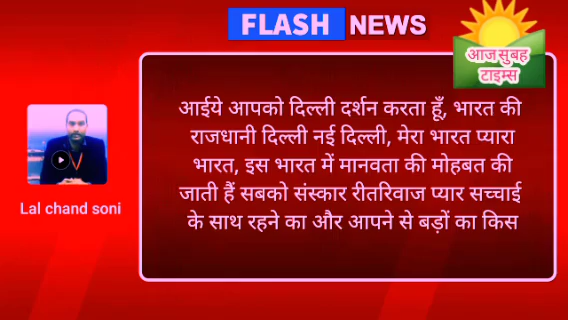 FLASH NEWS
आज सुबह
टाइम्स
आईये आपको दिल्ली दर्शन करता हूँ, भारत की
राजधानी दिल्ली नई दिल्ली, मेरा भारत प्यारा
भारत, इस भारत में मानवता की मोहबत की
जाती हैं सबको संस्कार रीतरिवाज प्यार सच्चाई
के साथ रहने का और आपने से बड़ों का किस
Lal chand soni